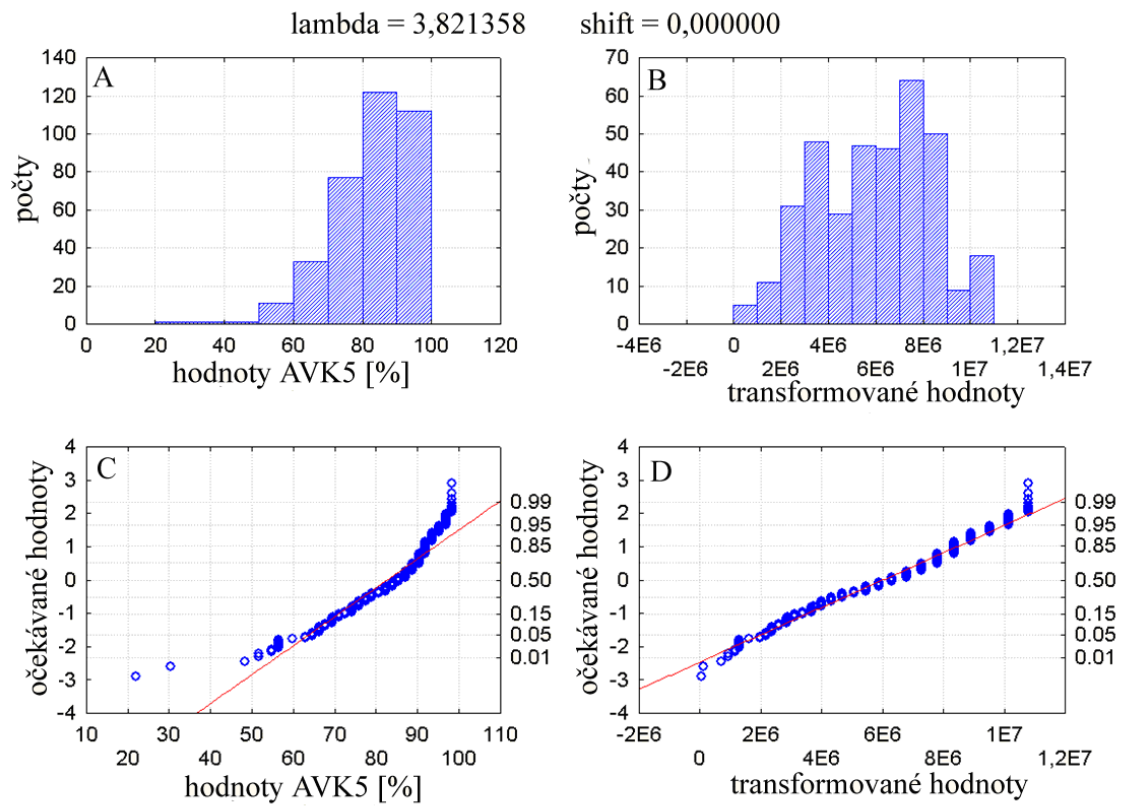 lambda = 3,821358 shift = 0,000000
A
140
120
100
80
60
40
20
0
0 20 40 60 80 100 120
počty
hodnoty AVK5 [%]
B
70
60
50
40
30
20
10
0
-4E6 0 4E6 8E6 1,2E7
-2E6 2E6 6E6 1E7 1,4E7
počty
transformované hodnoty
C
4
3
2
1
0
-1
-2
-3
-4
0.99
0.95
0.85
0.50
0.15
0.05
0.01
10 30 50 70 90 110
20 40 60 80 100
očekávané hodnoty
hodnoty AVK5 [%]
D
4
3
2
1
0
-1
-2
-3
-4
0.99
0.95
0.85
0.50
0.15
0.05
0.01
-2E6 2E6 6E6 1E7
0 4E6 8E6 1,2E7
očekávané hodnoty
transformované hodnoty